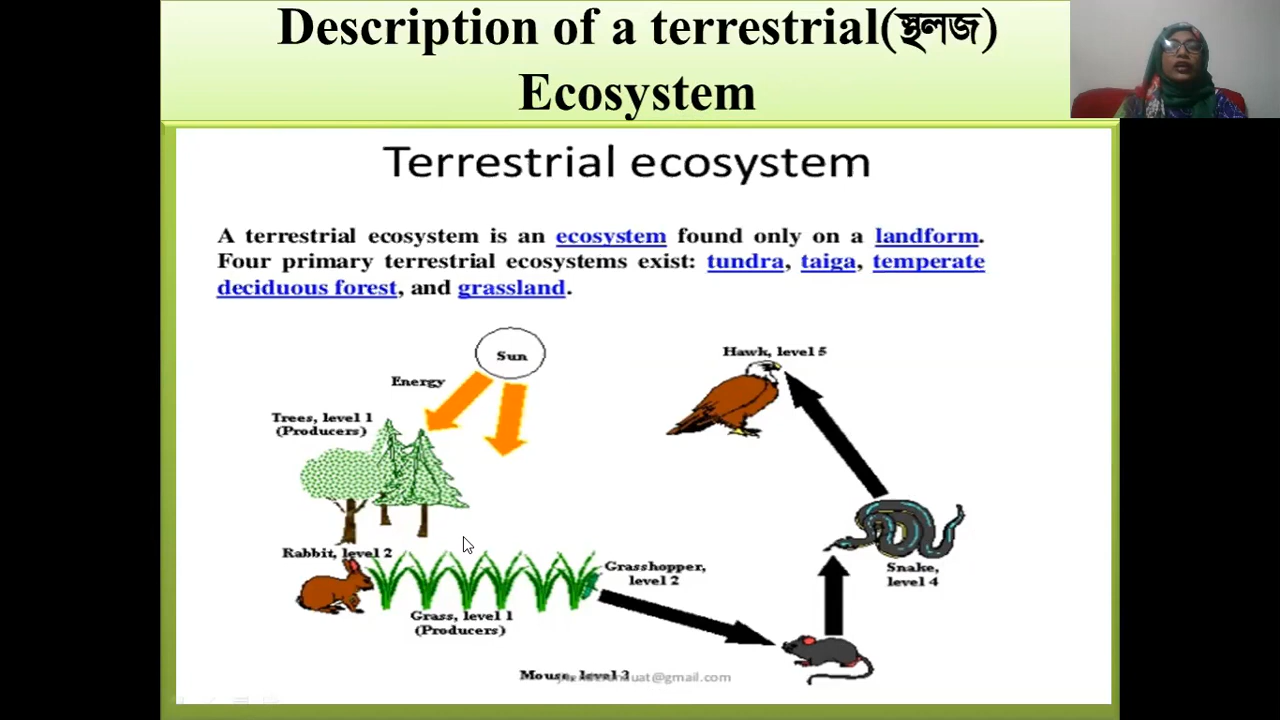 Description of a terrestrial(স্থলজ)
Ecosystem
Terrestrial ecosystem
A terrestrial ecosystem is an ecosystem found only on a landform.
Four primary terrestrial ecosystems exist: tundra, taiga, temperate
deciduous forest, and grassland.
Sun
Hawk, level 5
Energy
Trees, level 1
(Producers)
Rabbit, level 2
Grasshopper,
level 2
Snake,
level 4
Grass, level 1
(Producers)
Mouse, level 3
@gmail.com